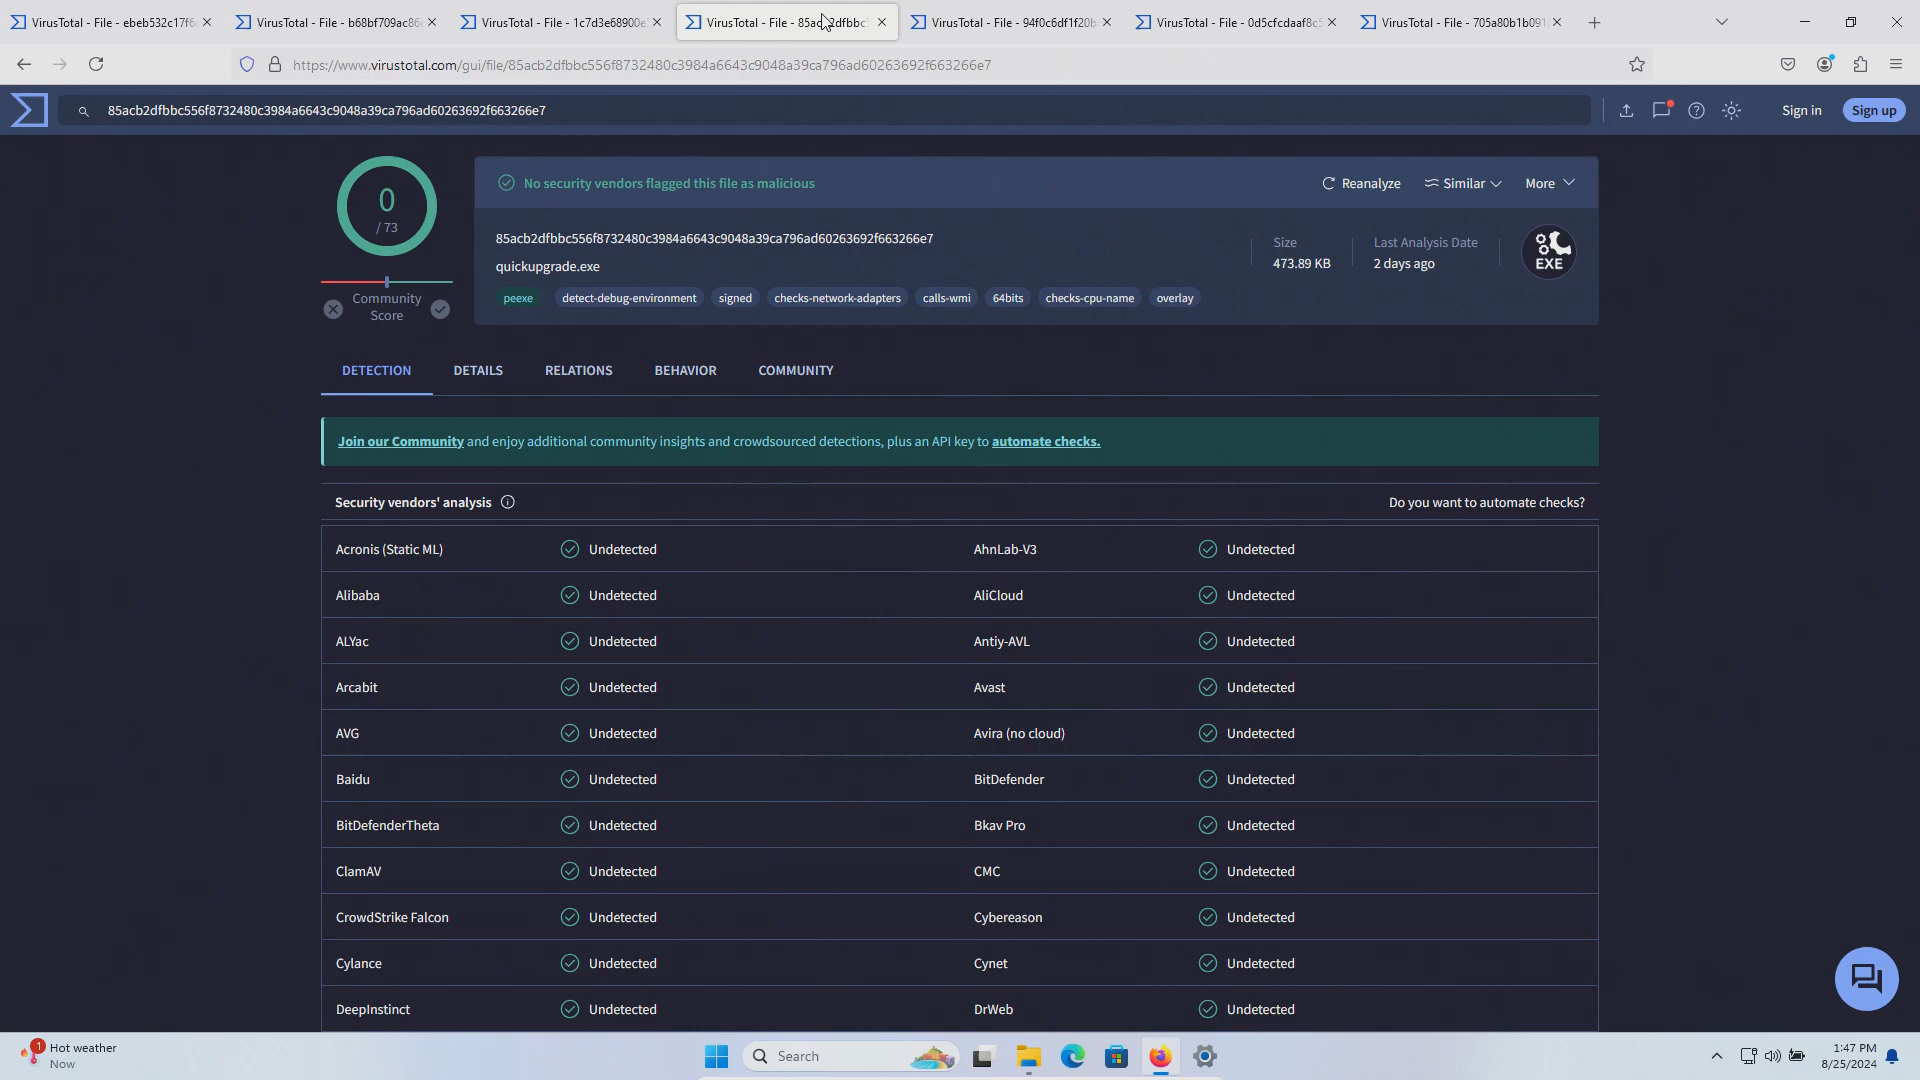 VirusTotal - File - ebeb532c17f6
VirusTotal - File - b68bf709ac86
VirusTotal - File - 1c7d3e68900e
VirusTotal - File - 85ac 2dfbbc
VirusTotal - File - 94f0c6df1f20b
VirusTotal - File - 0d5cfcdaaf8c5
VirusTotal - File - 705a80b1b091
https://www.virustotal.com/gui/file/85acb2dfbbc556f8732480c3984a6643c9048a39ca796ad60263692f663266e7
85acb2dfbbc556f8732480c3984a6643c9048a39ca796ad60263692f663266e7
Sign in
Sign up
0
/ 73
Community
Score
No security vendors flagged this file as malicious
Reanalyze
Similar
More
85acb2dfbbc556f8732480c3984a6643c9048a39ca796ad60263692f663266e7
quickupgrade.exe
Size
473.89 KB
Last Analysis Date
2 days ago
EXE
peexe
detect-debug-environment
signed
checks-network-adapters
calls-wmi
64bits
checks-cpu-name
overlay
DETECTION
DETAILS
RELATIONS
BEHAVIOR
COMMUNITY
Join our Community and enjoy additional community insights and crowdsourced detections, plus an API key to automate checks.
Security vendors' analysis
Do you want to automate checks?
Acronis (Static ML) Undetected AhnLab-V3 Undetected
Alibaba Undetected AliCloud Undetected
ALYac Undetected Antiy-AVL Undetected
Arcabit Undetected Avast Undetected
AVG Undetected Avira (no cloud) Undetected
Baidu Undetected BitDefender Undetected
BitDefenderTheta Undetected Bkav Pro Undetected
ClamAV Undetected CMC Undetected
CrowdStrike Falcon Undetected Cybereason Undetected
Cylance Undetected Cynet Undetected
DeepInstinct Undetected DrWeb Undetected
1
Hot weather
Now
Search
1:47 PM
8/25/2024